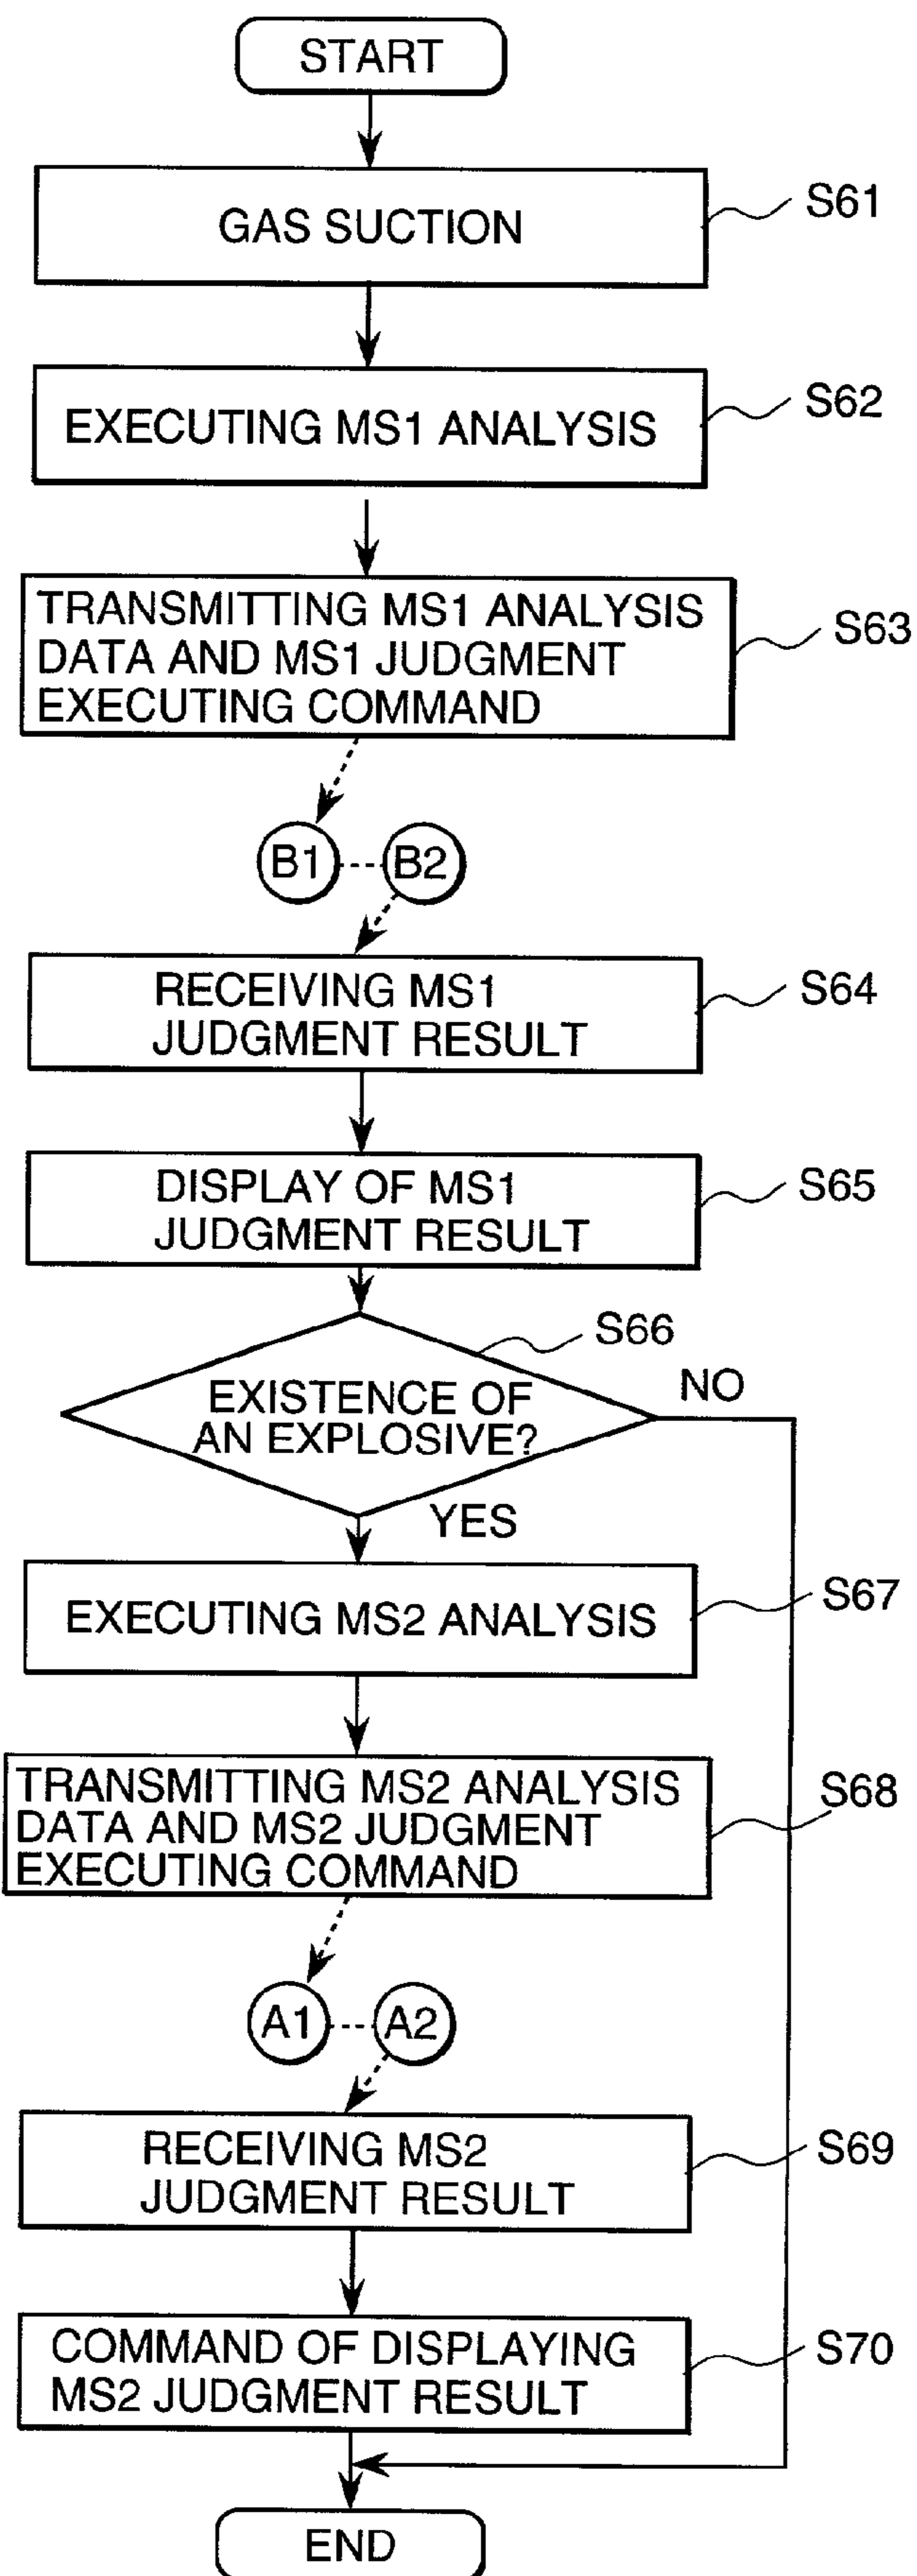 START
GAS SUCTION
S61
EXECUTING MS1 ANALYSIS
S62
TRANSMITTING MS1 ANALYSIS
DATA AND MS1 JUDGMENT
EXECUTING COMMAND
S63
B1
B2
RECEIVING MS1
JUDGMENT RESULT
S64
DISPLAY OF MS1
JUDGMENT RESULT
S65
S66
EXISTENCE OF
AN EXPLOSIVE?
NO
YES
EXECUTING MS2 ANALYSIS
S67
TRANSMITTING MS2 ANALYSIS
DATA AND MS2 JUDGMENT
EXECUTING COMMAND
S68
A1
A2
RECEIVING MS2
JUDGMENT RESULT
S69
COMMAND OF DISPLAYING
MS2 JUDGMENT RESULT
S70
END